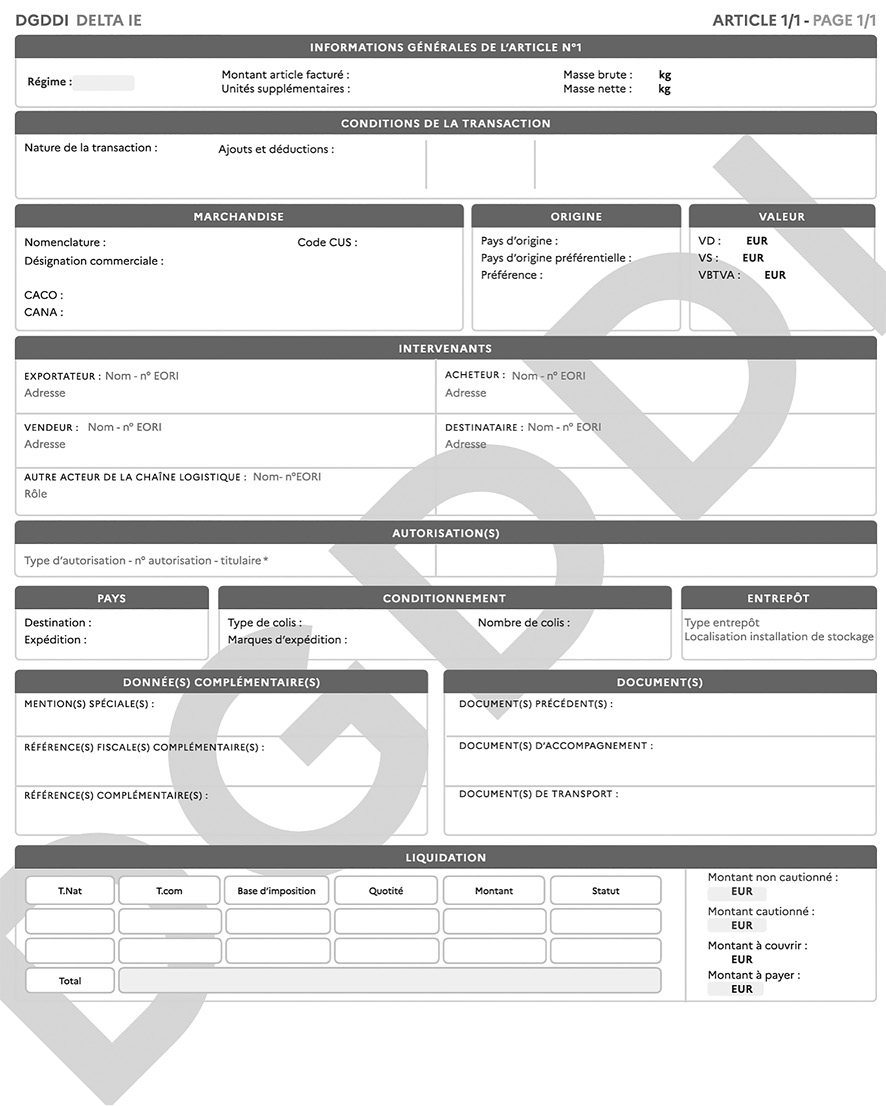 DGDDI DELTA IE
ARTICLE 1/1 - PAGE 1/1
INFORMATIONS GÉNÉRALES DE L'ARTICLE N°1
Régime :
Montant article facturé :
Unités supplémentaires :
Masse brute : kg
Masse nette : kg
CONDITIONS DE LA TRANSACTION
Nature de la transaction :
Ajouts et déductions :
MARCHANDISE
Nomenclature :
Code CUS :
Désignation commerciale :
CACO :
CANA :
ORIGINE
Pays d'origine :
Pays d'origine préférentielle :
Préférence :
VALEUR
VD : EUR
VS : EUR
VBTVA : EUR
INTERVENANTS
EXPORTATEUR : Nom - n° EORI
Adresse
ACHETEUR : Nom - n° EORI
Adresse
VENDEUR : Nom - n° EORI
Adresse
DESTINATAIRE : Nom - n° EORI
Adresse
AUTRE ACTEUR DE LA CHAÎNE LOGISTIQUE : Nom- n°EORI
Rôle
AUTORISATION(S)
Type d'autorisation - n° autorisation - titulaire *
PAYS
Destination :
Expédition :
CONDITIONNEMENT
Type de colis :
Nombre de colis :
Marques d'expédition :
ENTREPÔT
Type entrepôt
Localisation installation de stockage
DONNÉE(S) COMPLÉMENTAIRE(S)
MENTION(S) SPÉCIALE(S) :
RÉFÉRENCE(S) FISCALE(S) COMPLÉMENTAIRE(S) :
RÉFÉRENCE(S) COMPLÉMENTAIRE(S) :
DOCUMENT(S)
DOCUMENT(S) PRÉCÉDENT(S) :
DOCUMENT(S) D'ACCOMPAGNEMENT :
DOCUMENT(S) DE TRANSPORT :
LIQUIDATION
T.Nat T.com Base d'imposition Quotité Montant Statut
Total
Montant non cautionné :
EUR
Montant cautionné :
EUR
Montant à couvrir :
EUR
Montant à payer :
EUR
DGDDI